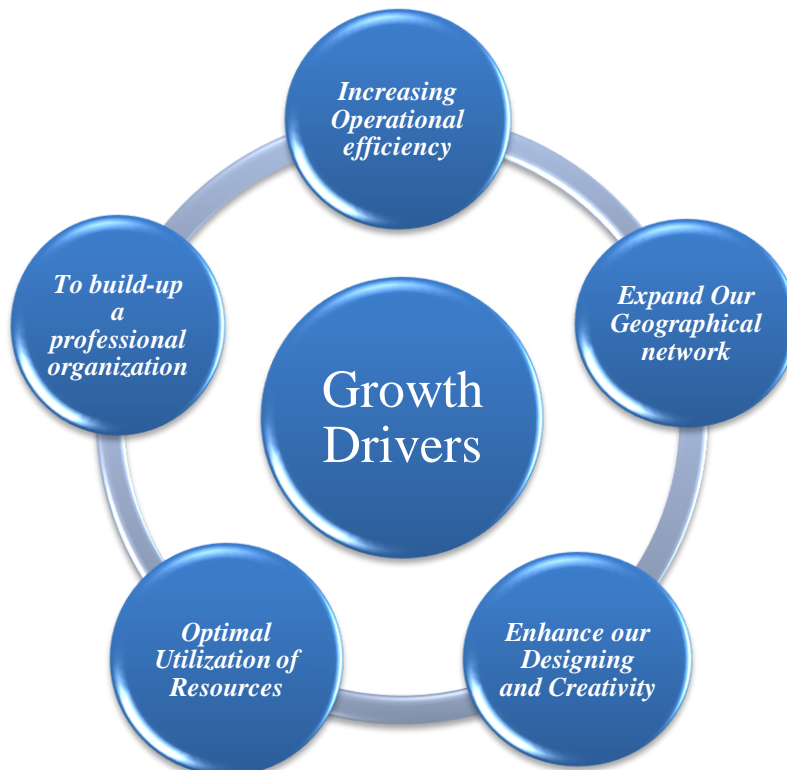 Increasing
Operational
efficiency
Expand Our
Geographical
network
Enhance our
Designing
and Creativity
Optimal
Utilization of
Resources
To build-up
a
professional
organization
Growth
Drivers